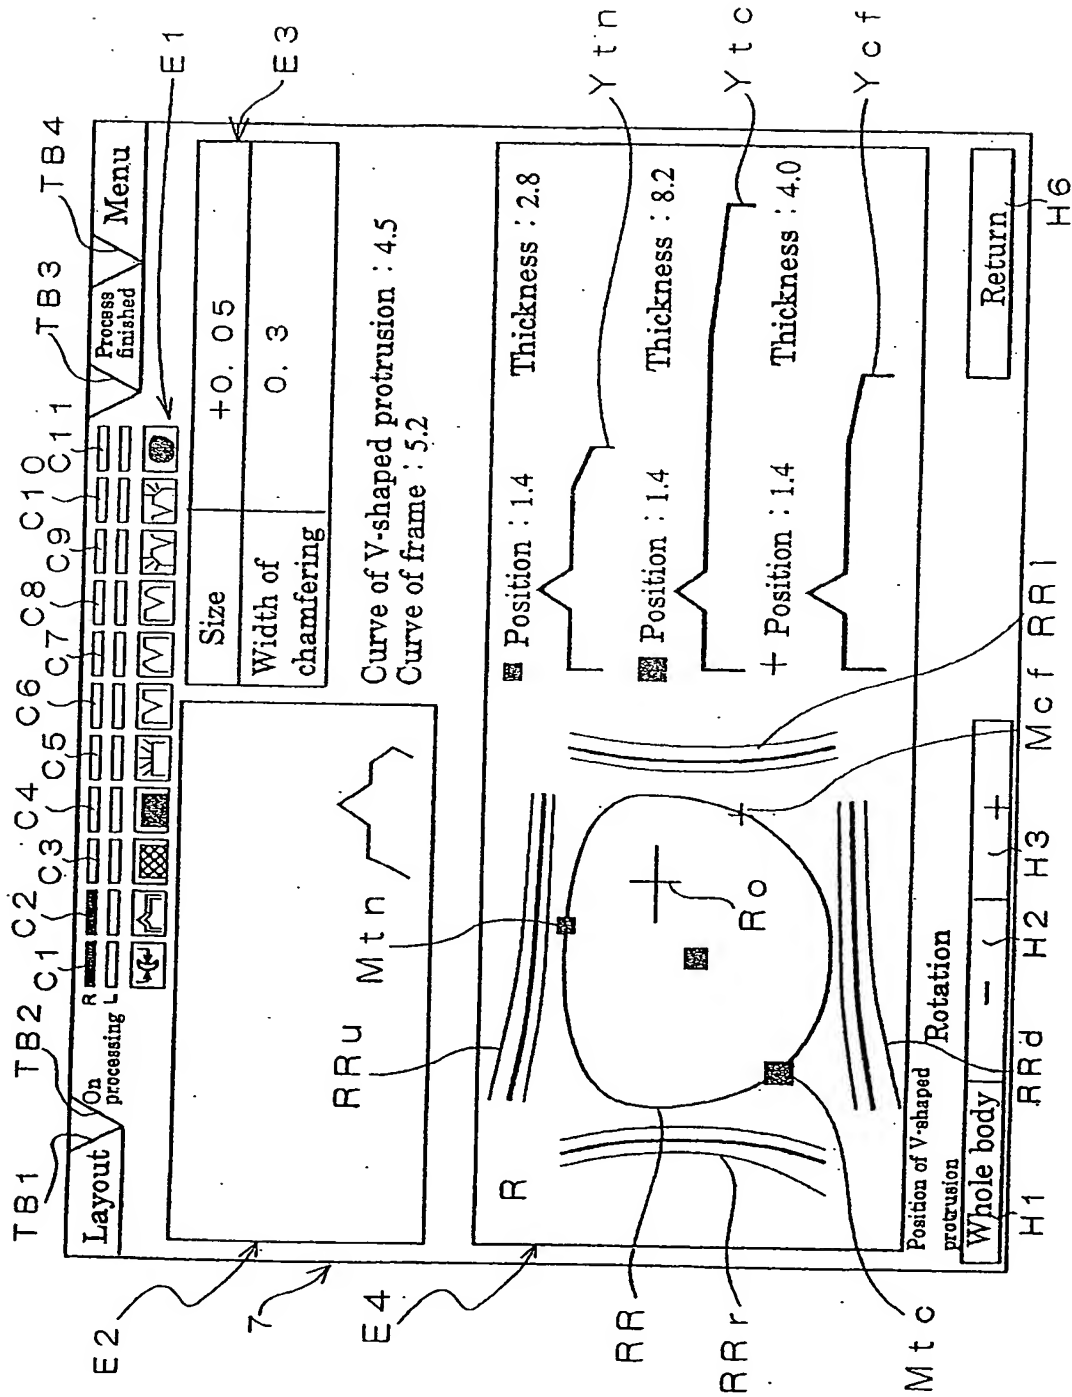 TB1
TB2
C1
C2
C3
C4
C5
C6
C7
C8
C9
C10
C11
TB3
TB4
E1
E3
Layout
On
processing
R
L
Process
finished
Menu
Size
+0. 05
Width of
chamfering
0. 3
Curve of V-shaped protrusion : 4.5
Curve of frame : 5.2
E2
7
E4
RRu
Mtn
R
Ro
Position : 1.4
Thickness : 2.8
Position : 1.4
Thickness : 8.2
+ Position : 1.4
Thickness : 4.0
Ytn
Ytc
Ycf
Position of V-shaped
protrusion
Rotation
Whole body
−
+
Return
RR
RRr
Mtc
H1
RRd
H2
H3
Mcf
RRl
H6